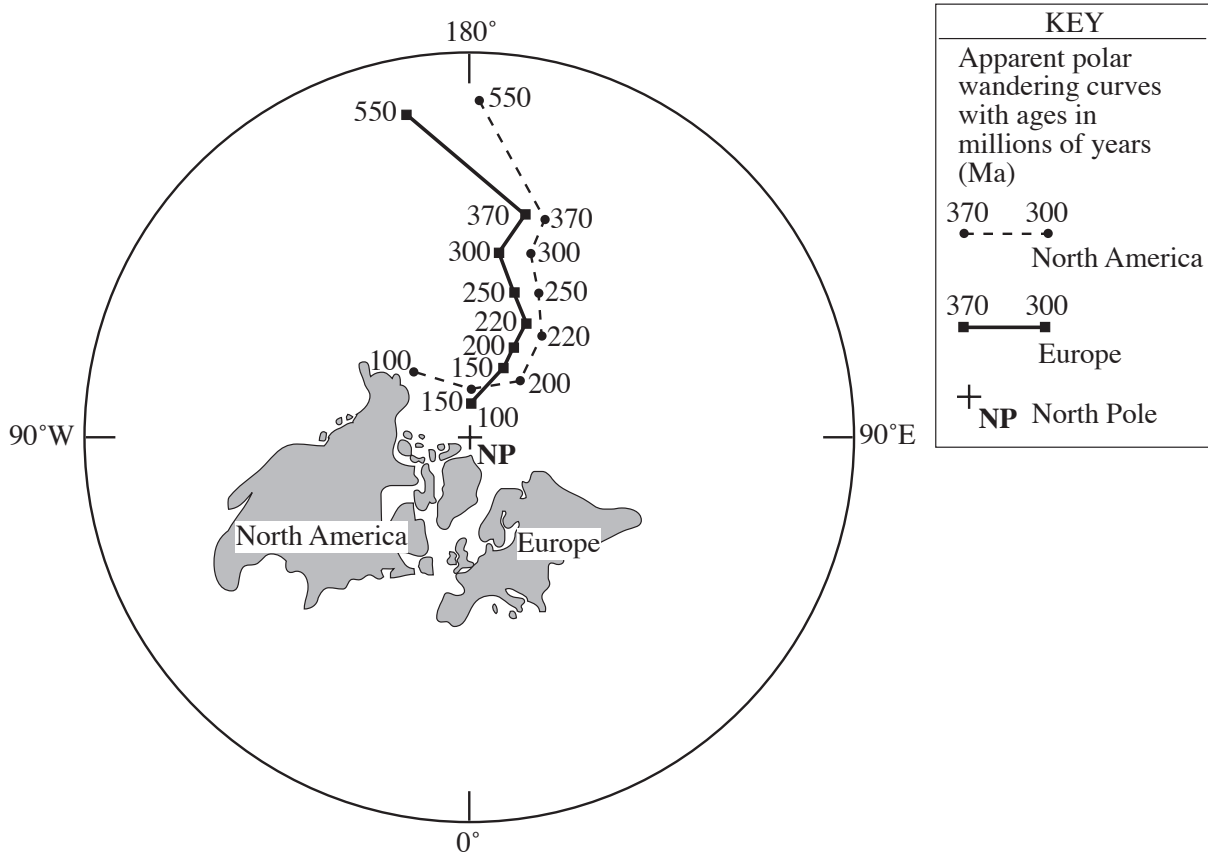 180˚
550
550
370
370
300
300
250
250
220
220
200
200
150
100
150
100
90˚W
90˚E
NP
North America
Europe
0˚
KEY
Apparent polar
wandering curves
with ages in
millions of years
(Ma)
370 300
North America
370 300
Europe
NP North Pole